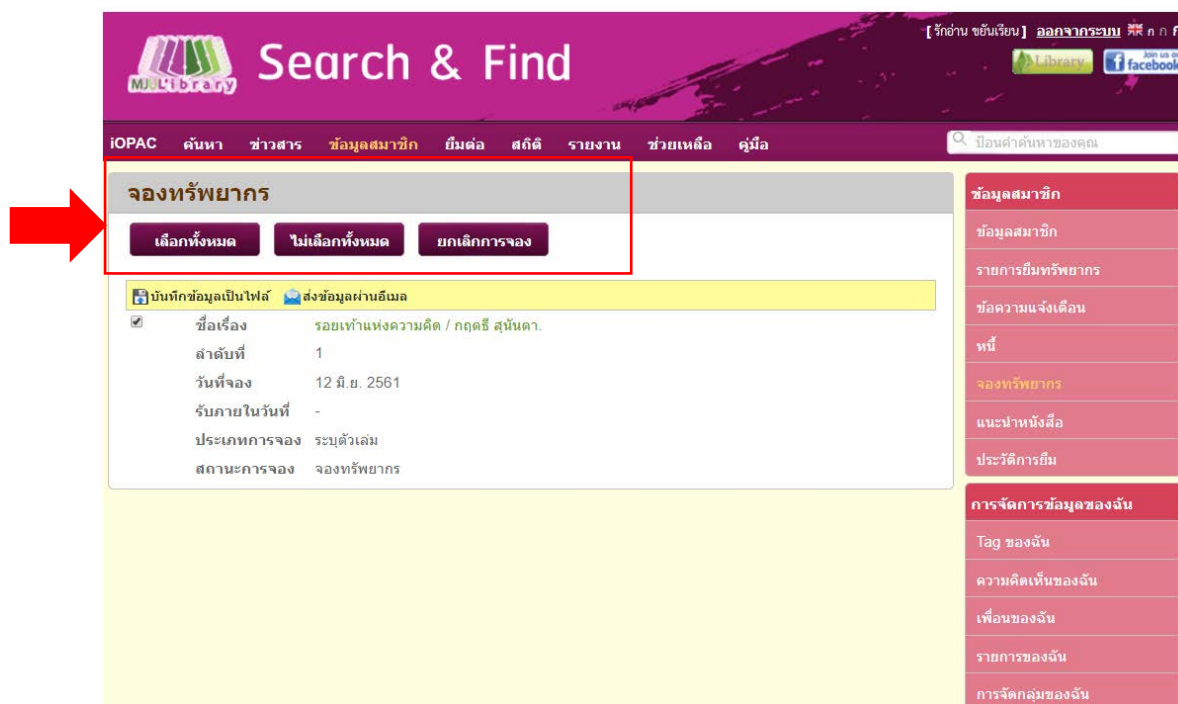 [ รักอ่าน ขยันเรียน ] ออกจากระบบ ก ก ก
MJU Library
Search & Find
Library
Join us on
facebook
iOPAC ค้นหา ข่าวสาร ข้อมูลสมาชิก ยืมต่อ สถิติ รายงาน ช่วยเหลือ คู่มือ
ป้อนคำค้นหาของคุณ
จองทรัพยากร
เลือกทั้งหมด ไม่เลือกทั้งหมด ยกเลิกการจอง
บันทึกข้อมูลเป็นไฟล์ ส่งข้อมูลผ่านอีเมล
ชื่อเรื่อง รอยเท้าแห่งความคิด / กฤตธี สุนันตา.
ลำดับที่ 1
วันที่จอง 12 มิ.ย. 2561
รับภายในวันที่ -
ประเภทการจอง ระบุตัวเล่ม
สถานะการจอง จองทรัพยากร
ข้อมูลสมาชิก
ข้อมูลสมาชิก
รายการยืมทรัพยากร
ข้อความแจ้งเตือน
หนี้
จองทรัพยากร
แนะนำหนังสือ
ประวัติการยืม
การจัดการข้อมูลของฉัน
Tag ของฉัน
ความคิดเห็นของฉัน
เพื่อนของฉัน
รายการของฉัน
การจัดกลุ่มของฉัน